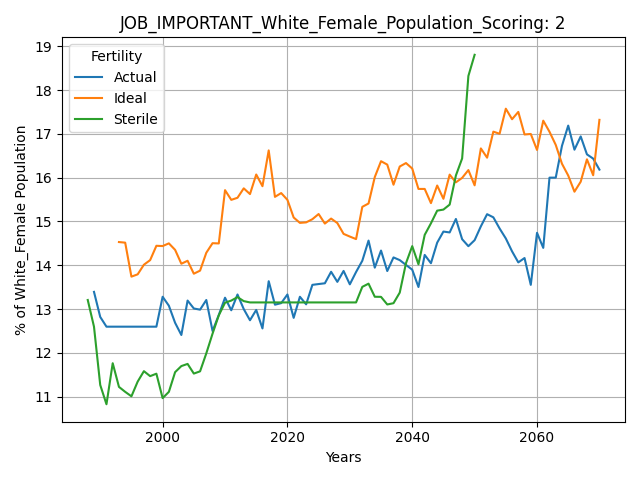 JOB_IMPORTANT_White_Female_Population_Scoring: 2
Fertility
Actual
Ideal
Sterile
% of White_Female Population
19
18
17
16
15
14
13
12
11
2000 2020 2040 2060
Years